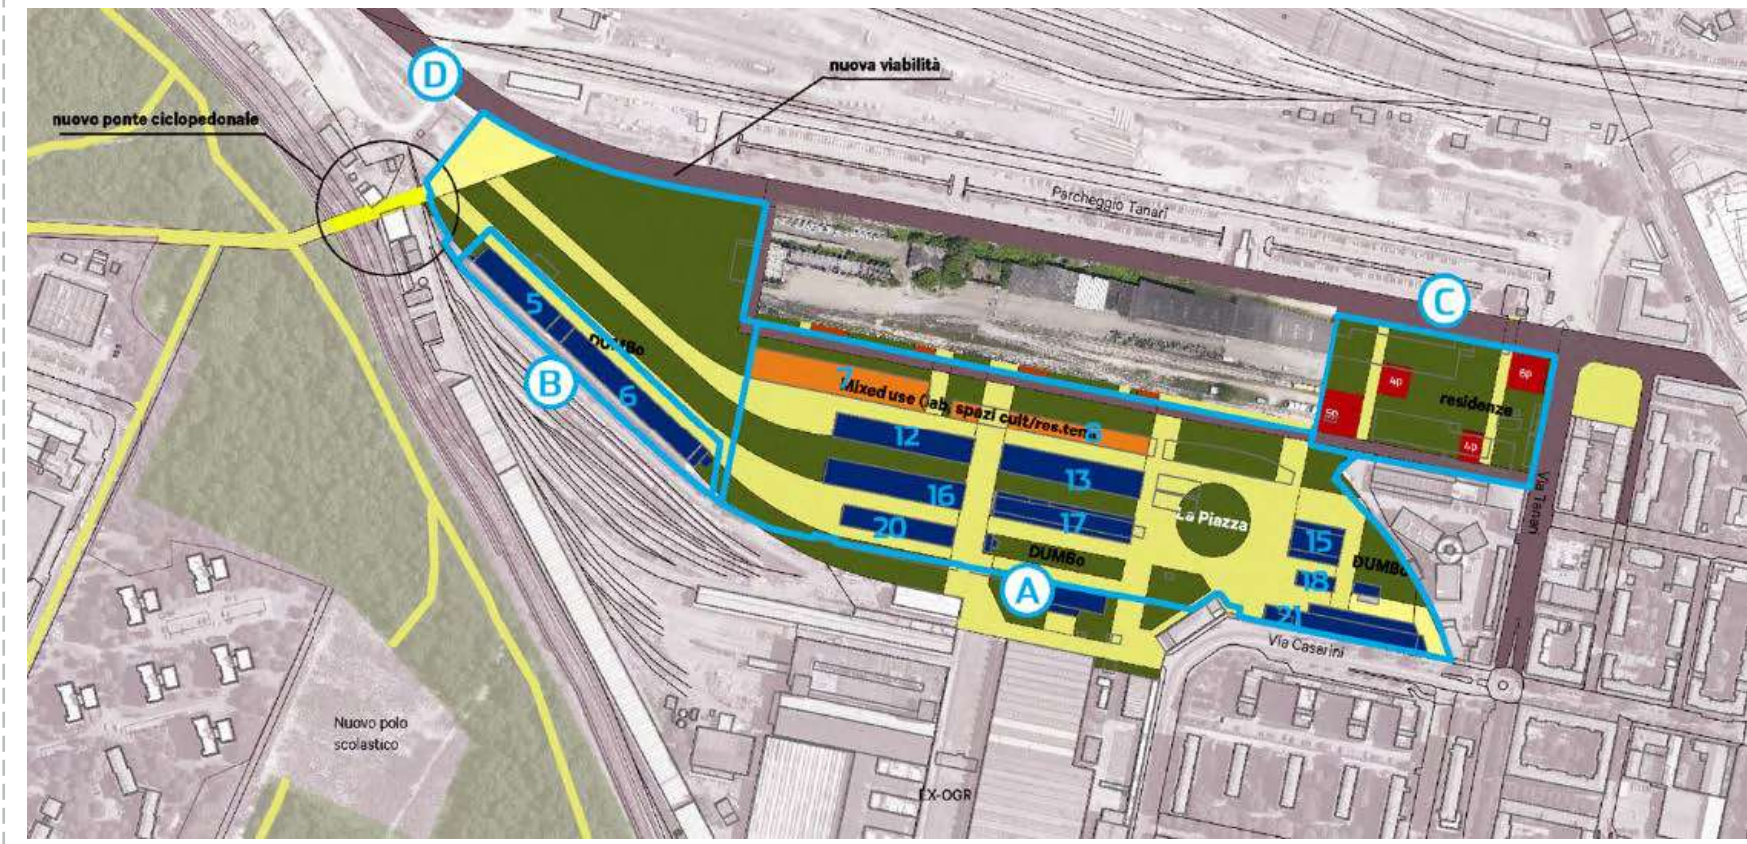 D
nuova viabilità
nuovo ponte ciclopedonale
Parcheggio Tanari
C
5
DUMBo
B
6
7
Mixed use (lab, spazi cult/res.tem
8
12
13
16
17
20
La Piazza
DUMBo
A
15
DUMBo
18
21
Via Casarini
6p
4p
5p
residenze
4p
Via Tanari
Nuovo polo
scolastico
EX-OGR